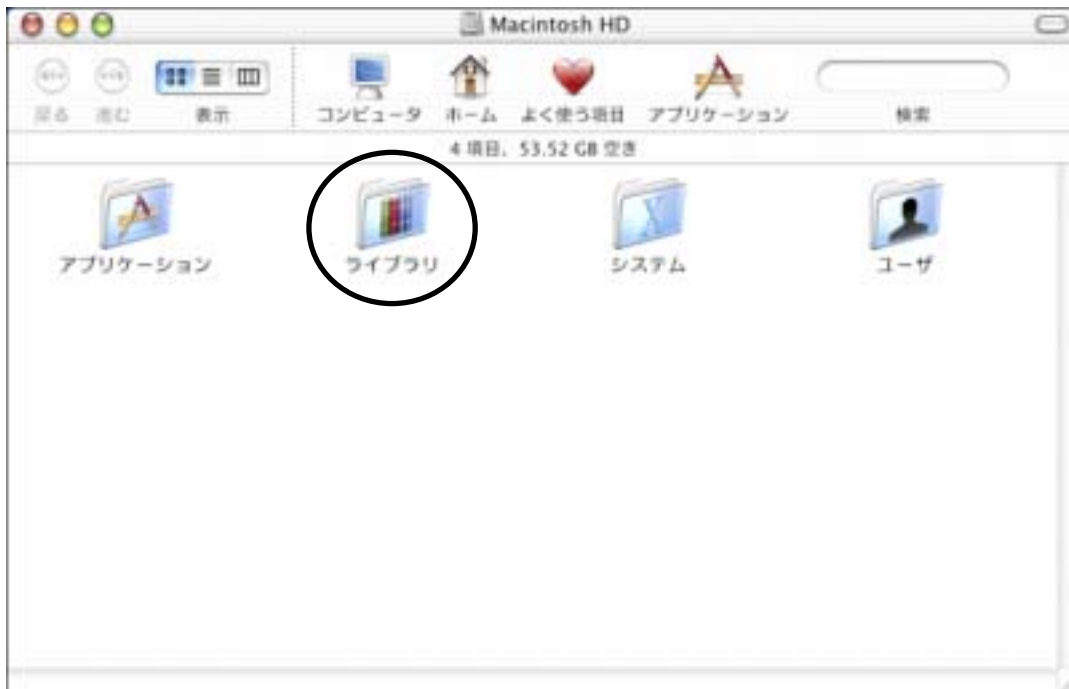 Macintosh HD
戻る 進む 表示 コンピュータ ホーム よく使う項目 アプリケーション 検索
4 項目、53.52 GB 空き
アプリケーション ライブラリ システム ユーザ